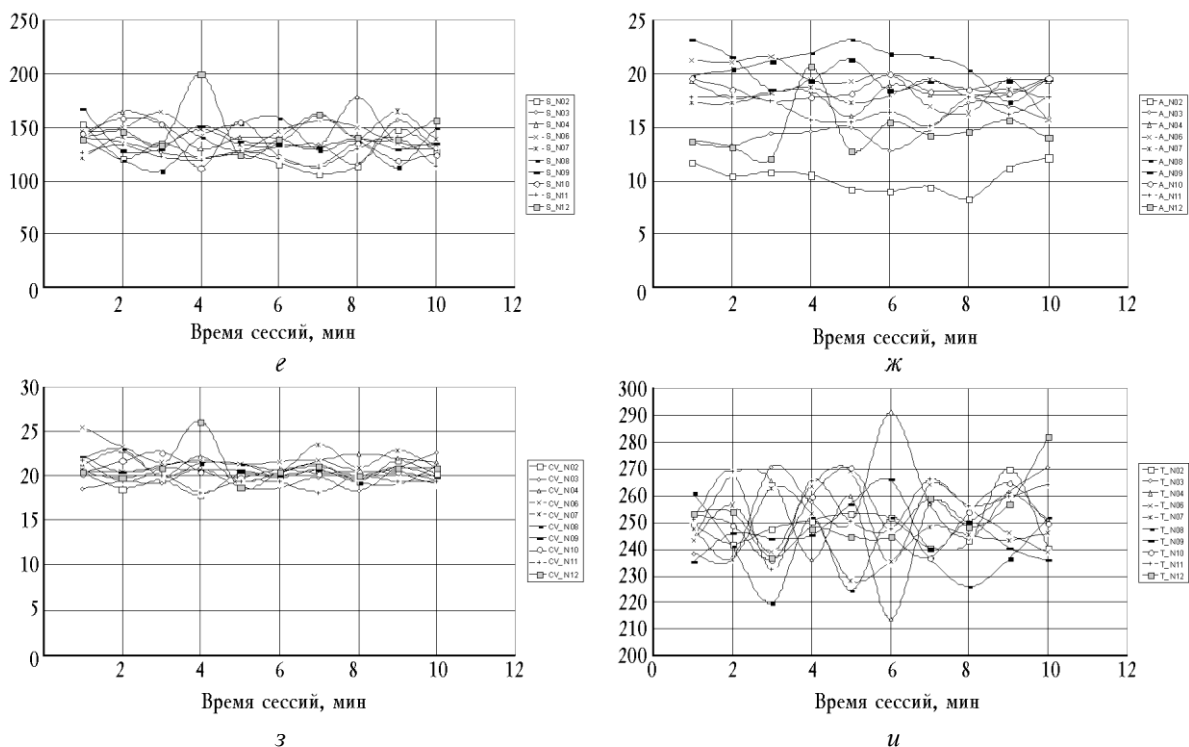 250
200
150
100
50
0
2 4 6 8 10 12
Время сессий, мин
S_N02
S_N03
S_N04
S_N06
S_N07
S_N08
S_N09
S_N10
S_N11
S_N12
е
25
20
15
10
5
0
2 4 6 8 10 12
Время сессий, мин
A_N02
A_N03
A_N04
A_N06
A_N07
A_N08
A_N09
A_N10
A_N11
A_N12
ж
30
25
20
15
10
5
0
2 4 6 8 10 12
Время сессий, мин
CV_N02
CV_N03
CV_N04
CV_N06
CV_N07
CV_N08
CV_N09
CV_N10
CV_N11
CV_N12
з
300
290
280
270
260
250
240
230
220
210
200
0 2 4 6 8 10 12
Время сессий, мин
T_N02
T_N03
T_N04
T_N06
T_N07
T_N08
T_N09
T_N10
T_N11
T_N12
и